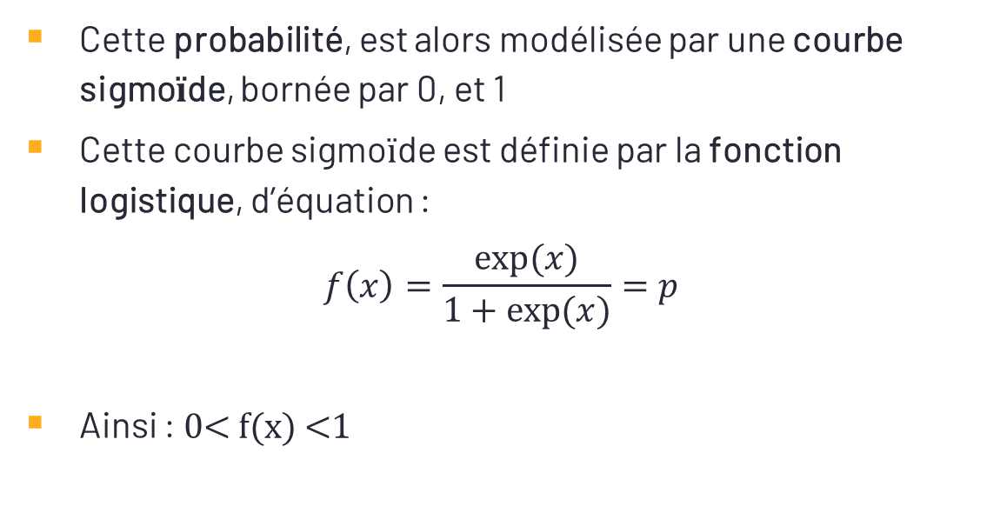 Cette probabilité, est alors modélisée par une courbe
sigmoïde, bornée par 0, et 1
Cette courbe sigmoïde est définie par la fonction
logistique, d’équation :
f(x) = exp(x) / 1 + exp(x) = p
Ainsi : 0< f(x) <1